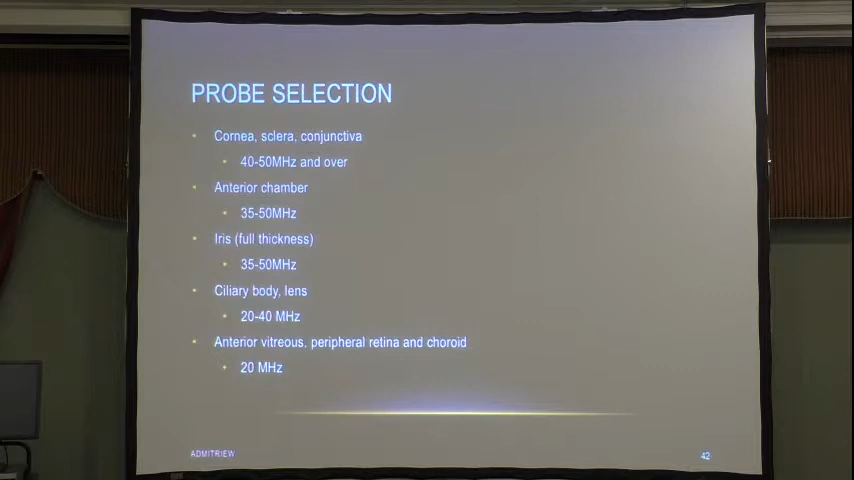 PROBE SELECTION
• Cornea, sclera, conjunctiva
• 40-50MHz and over
• Anterior chamber
• 35-50MHz
• Iris (full thickness)
• 35-50MHz
• Ciliary body, lens
• 20-40 MHz
• Anterior vitreous, peripheral retina and choroid
• 20 MHz
ADMITRIEW
42